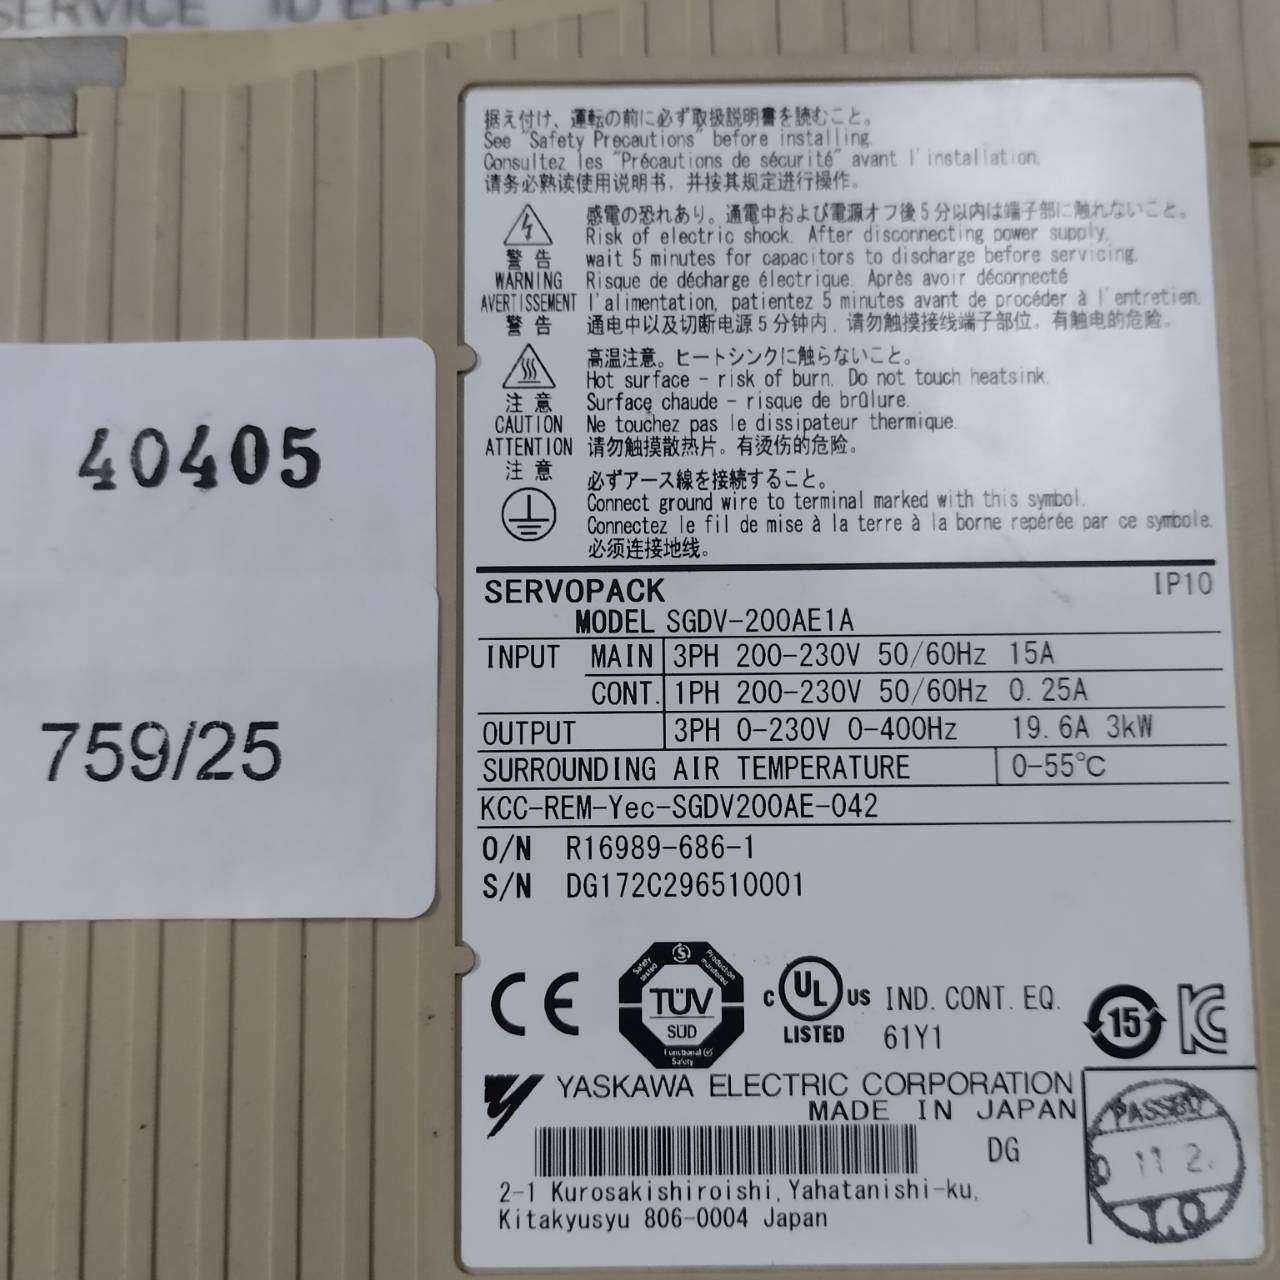 SERVICE ID ELE
据え付け、運転の前に必ず取扱説明書を読むこと。
See "Safety Precautions" before installing.
Consultez les "Précautions de sécurité" avant l'installation.
请务必熟读使用说明书，并按其规定进行操作。
感電の恐れあり。通電中および電源オフ後5分以内は端子部に触れないこと。
Risk of electric shock. After disconnecting power supply,
警告 wait 5 minutes for capacitors to discharge before servicing.
WARNING Risque de décharge électrique. Après avoir déconnecté
AVERTISSEMENT l'alimentation, patientez 5 minutes avant de procéder à l'entretien.
警告 通电中以及切断电源5分钟内，请勿触摸接线端子部位。有触电的危险。
高温注意。ヒートシンクに触らないこと。
Hot surface - risk of burn. Do not touch heatsink.
注意 Surface chaude - risque de brûlure.
CAUTION Ne touchez pas le dissipateur thermique.
ATTENTION 请勿触摸散热片。有烫伤的危险。
注意
必ずアース線を接続すること。
Connect ground wire to terminal marked with this symbol.
Connectez le fil de mise à la terre à la borne repérée par ce symbole.
必须连接地线。
SERVOPACK IP10
MODEL SGDV-200AE1A
INPUT MAIN 3PH 200-230V 50/60Hz 15A
CONT. 1PH 200-230V 50/60Hz 0.25A
OUTPUT 3PH 0-230V 0-400Hz 19.6A 3kW
SURROUNDING AIR TEMPERATURE 0-55℃
KCC-REM-Yec-SGDV200AE-042
O/N R16989-686-1
S/N DG172C296510001
40405
759/25
CE
Safety tested S Production monitored
TÜV
SÜD
Functional Safety
C UL US IND. CONT. EQ.
LISTED 61Y1
15
KC
YASKAWA ELECTRIC CORPORATION
MADE IN JAPAN
DG
2-1 Kurosakishiroishi, Yahatanishi-ku,
Kitakyusyu 806-0004 Japan
PASSED
11 2.